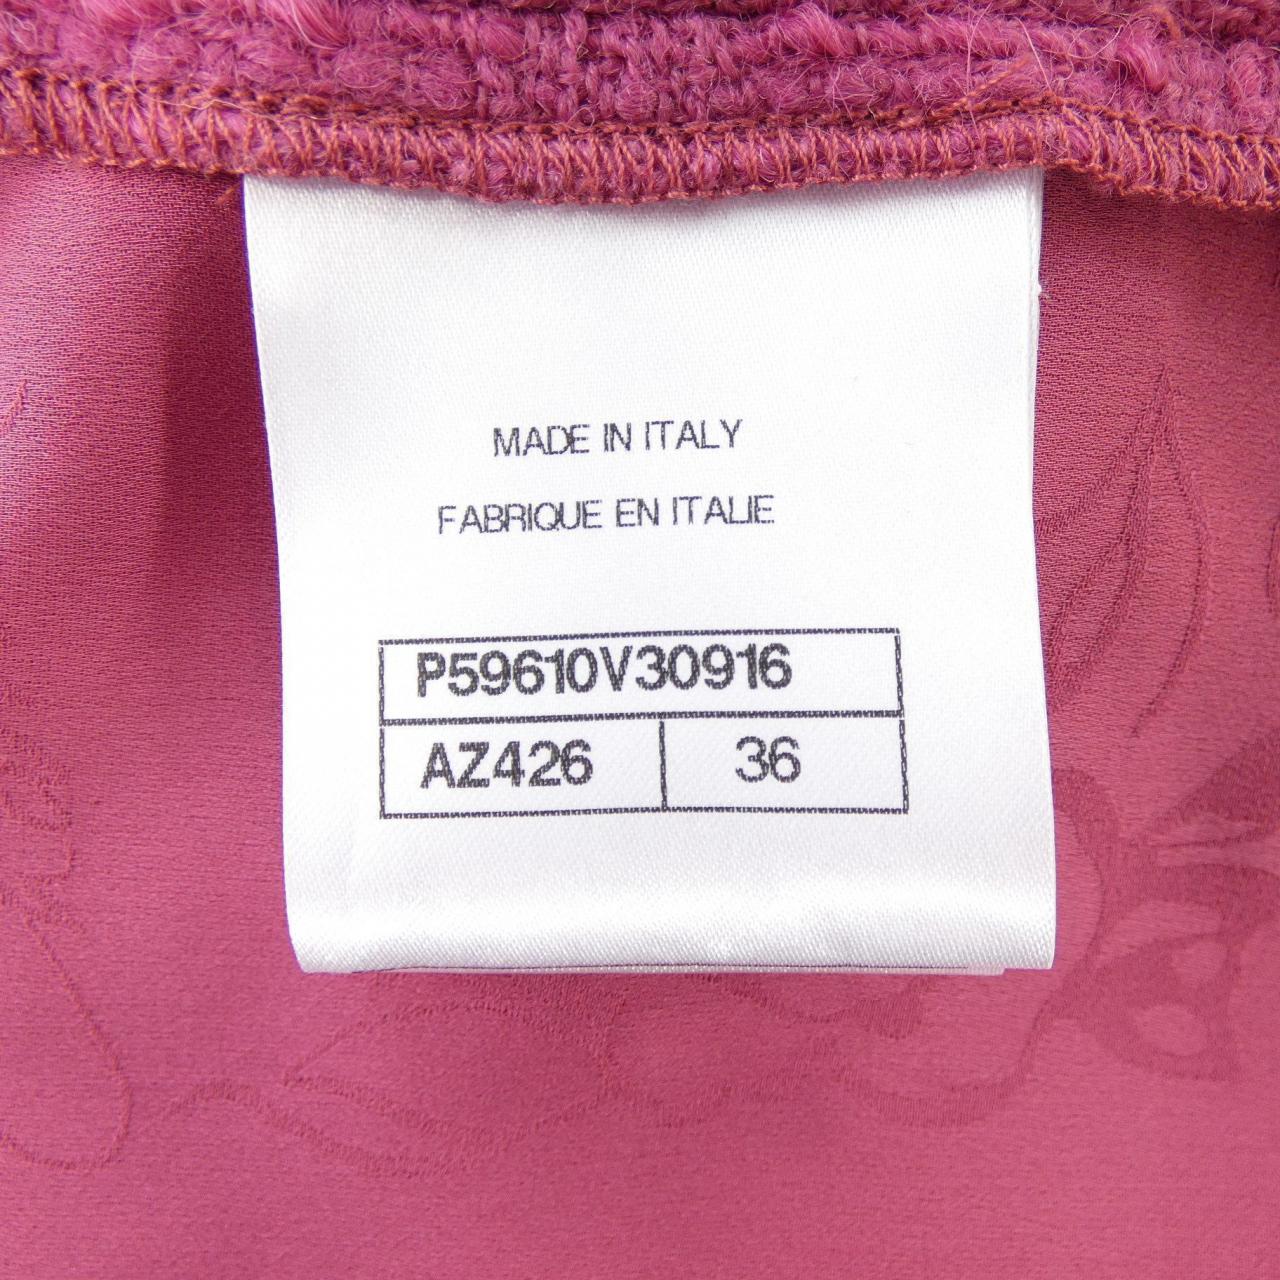 MADE IN ITALY
FABRIQUE EN ITALIE
P59610V30916
AZ426 36